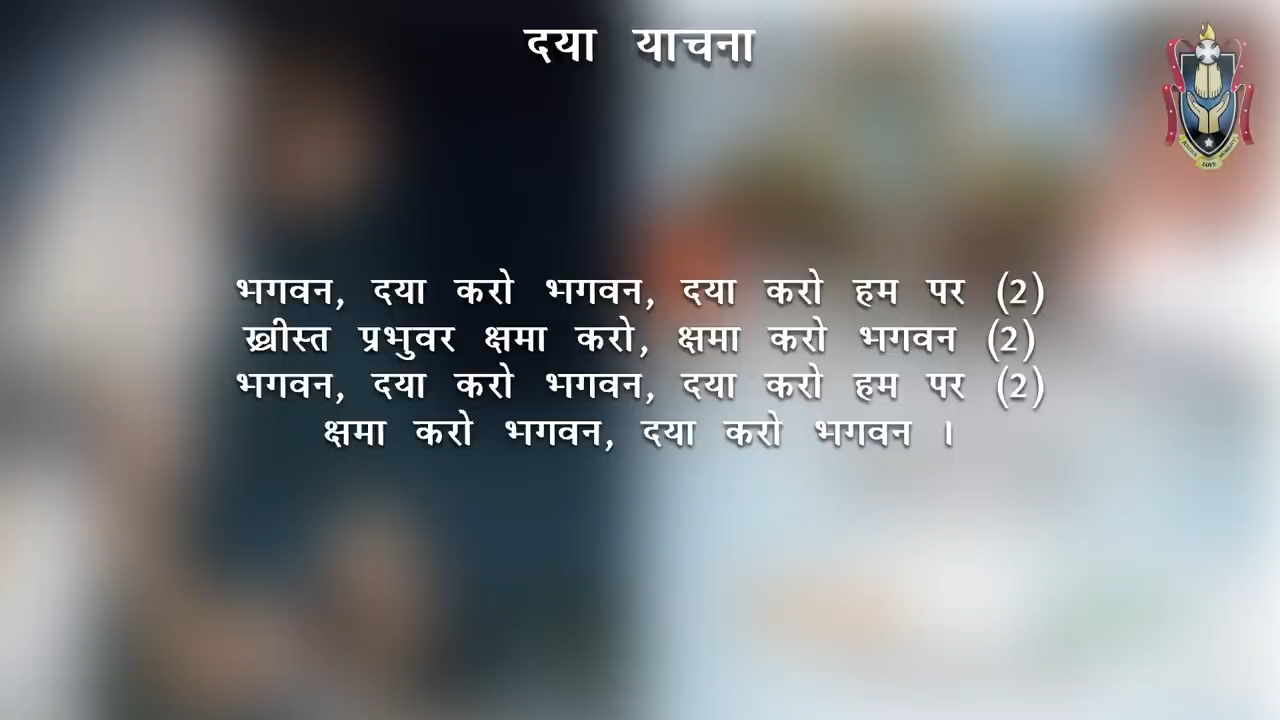 दया याचना
भगवन, दया करो भगवन, दया करो हम पर (2)
ख्रीस्त प्रभुवर क्षमा करो, क्षमा करो भगवन (2)
भगवन, दया करो भगवन, दया करो हम पर (2)
क्षमा करो भगवन, दया करो भगवन ।
LOVE